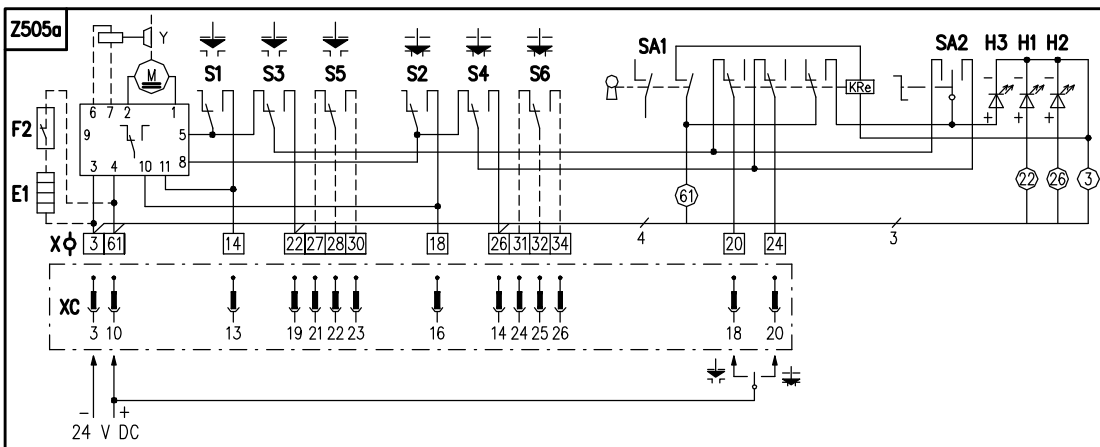 Z505a
Y
M
S1 S3 S5 S2 S4 S6
SA1 SA2 H3 H1 H2
KRe
6 7 2 1
F2
9 5
8
3 4 10 11
E1
− − −
+ + +
61 22 26 3
4 3
X 3 61 14 22 27 28 30 18 26 31 32 34 20 24
XC
3 10 13 19 21 22 23 16 14 24 25 26 18 20
− +
24 V DC